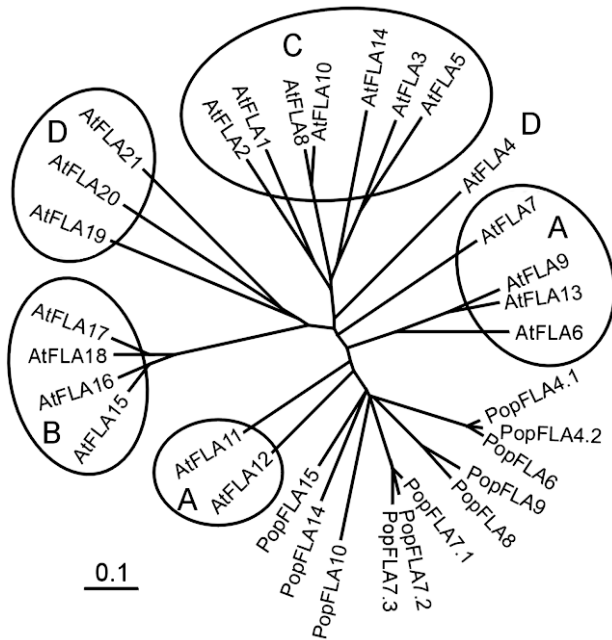 C
AtFLA2
AtFLA1
AtFLA8
AtFLA10
AtFLA14
AtFLA3
AtFLA5
D
AtFLA21
AtFLA20
AtFLA19
D
AtFLA4
A
AtFLA7
AtFLA9
AtFLA13
AtFLA6
AtFLA17
AtFLA18
AtFLA16
AtFLA15
B
AtFLA11
AtFLA12
A
PopFLA4.1
PopFLA4.2
PopFLA6
PopFLA9
PopFLA8
PopFLA7.1
PopFLA7.2
PopFLA7.3
PopFLA10
PopFLA14
PopFLA15
0.1